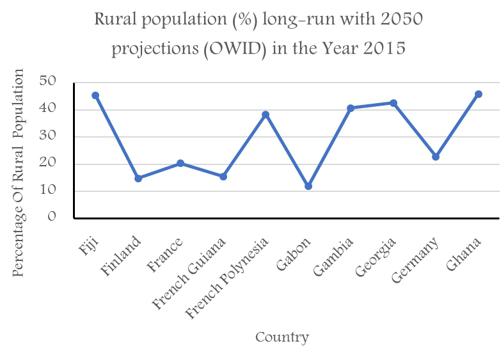 Rural population (%) long-run with 2050
projections (OWID) in the Year 2015
Percentage Of Rural Population
50
40
30
20
10
0
Fiji
Finland
France
French Guiana
French Polynesia
Gabon
Gambia
Georgia
Germany
Ghana
Country